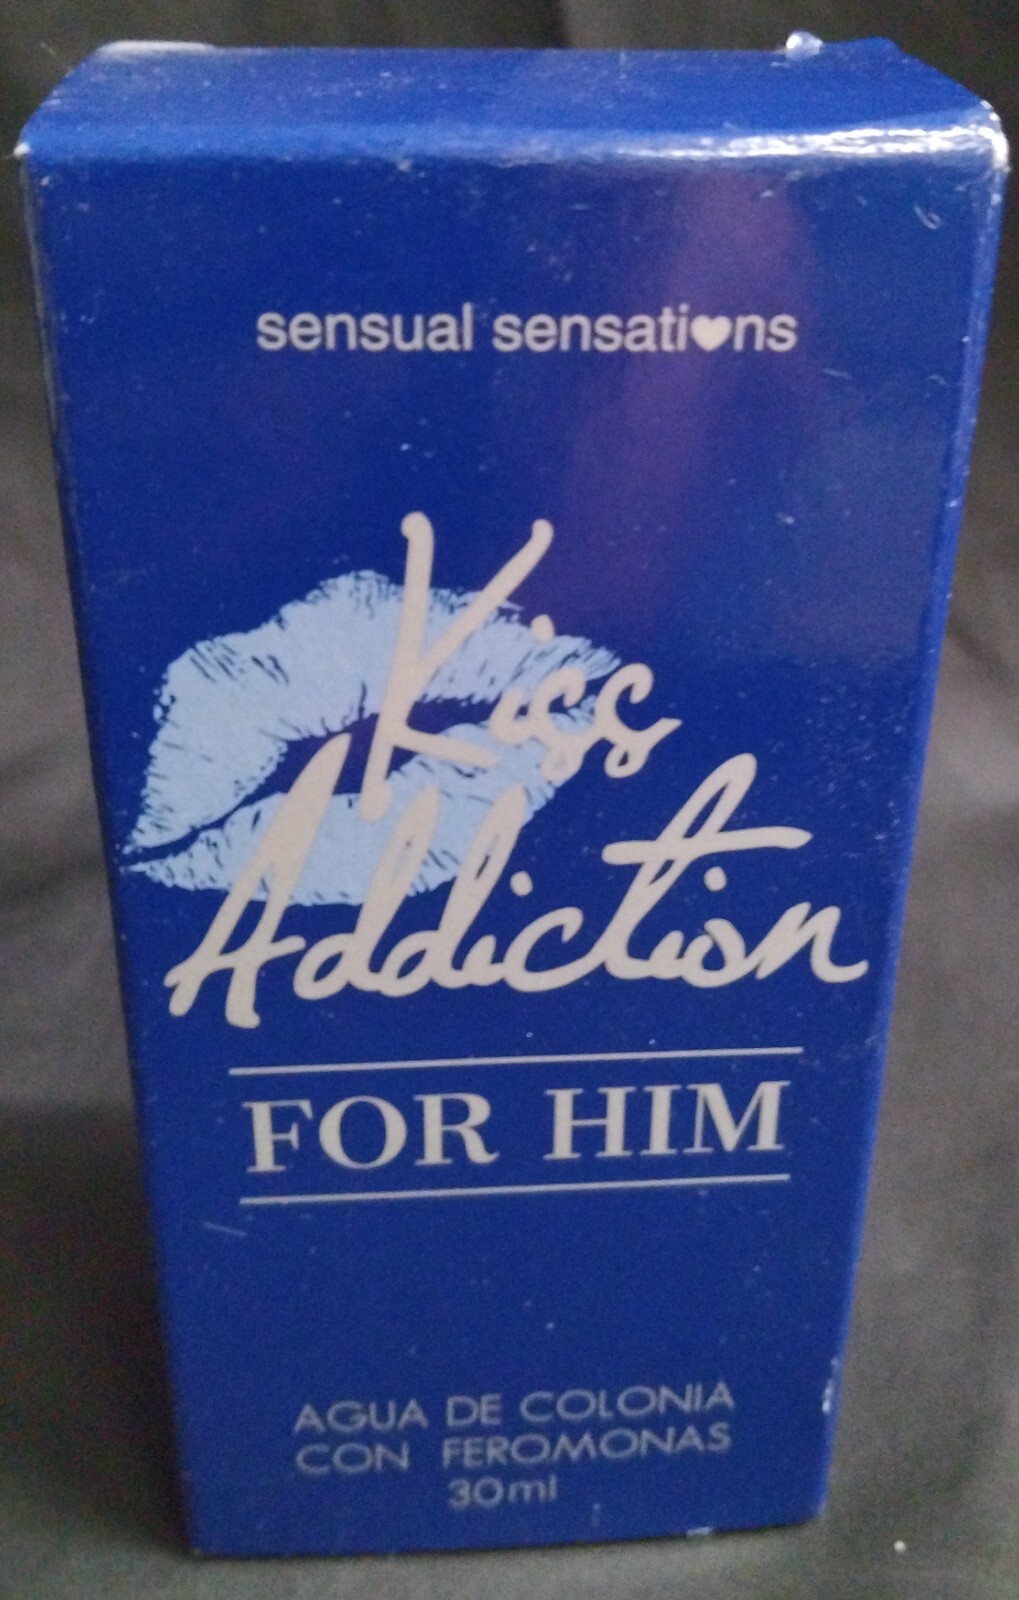 sensual sensations
Kiss
Addiction
FOR HIM
AGUA DE COLONIA
CON FEROMONAS
30ml